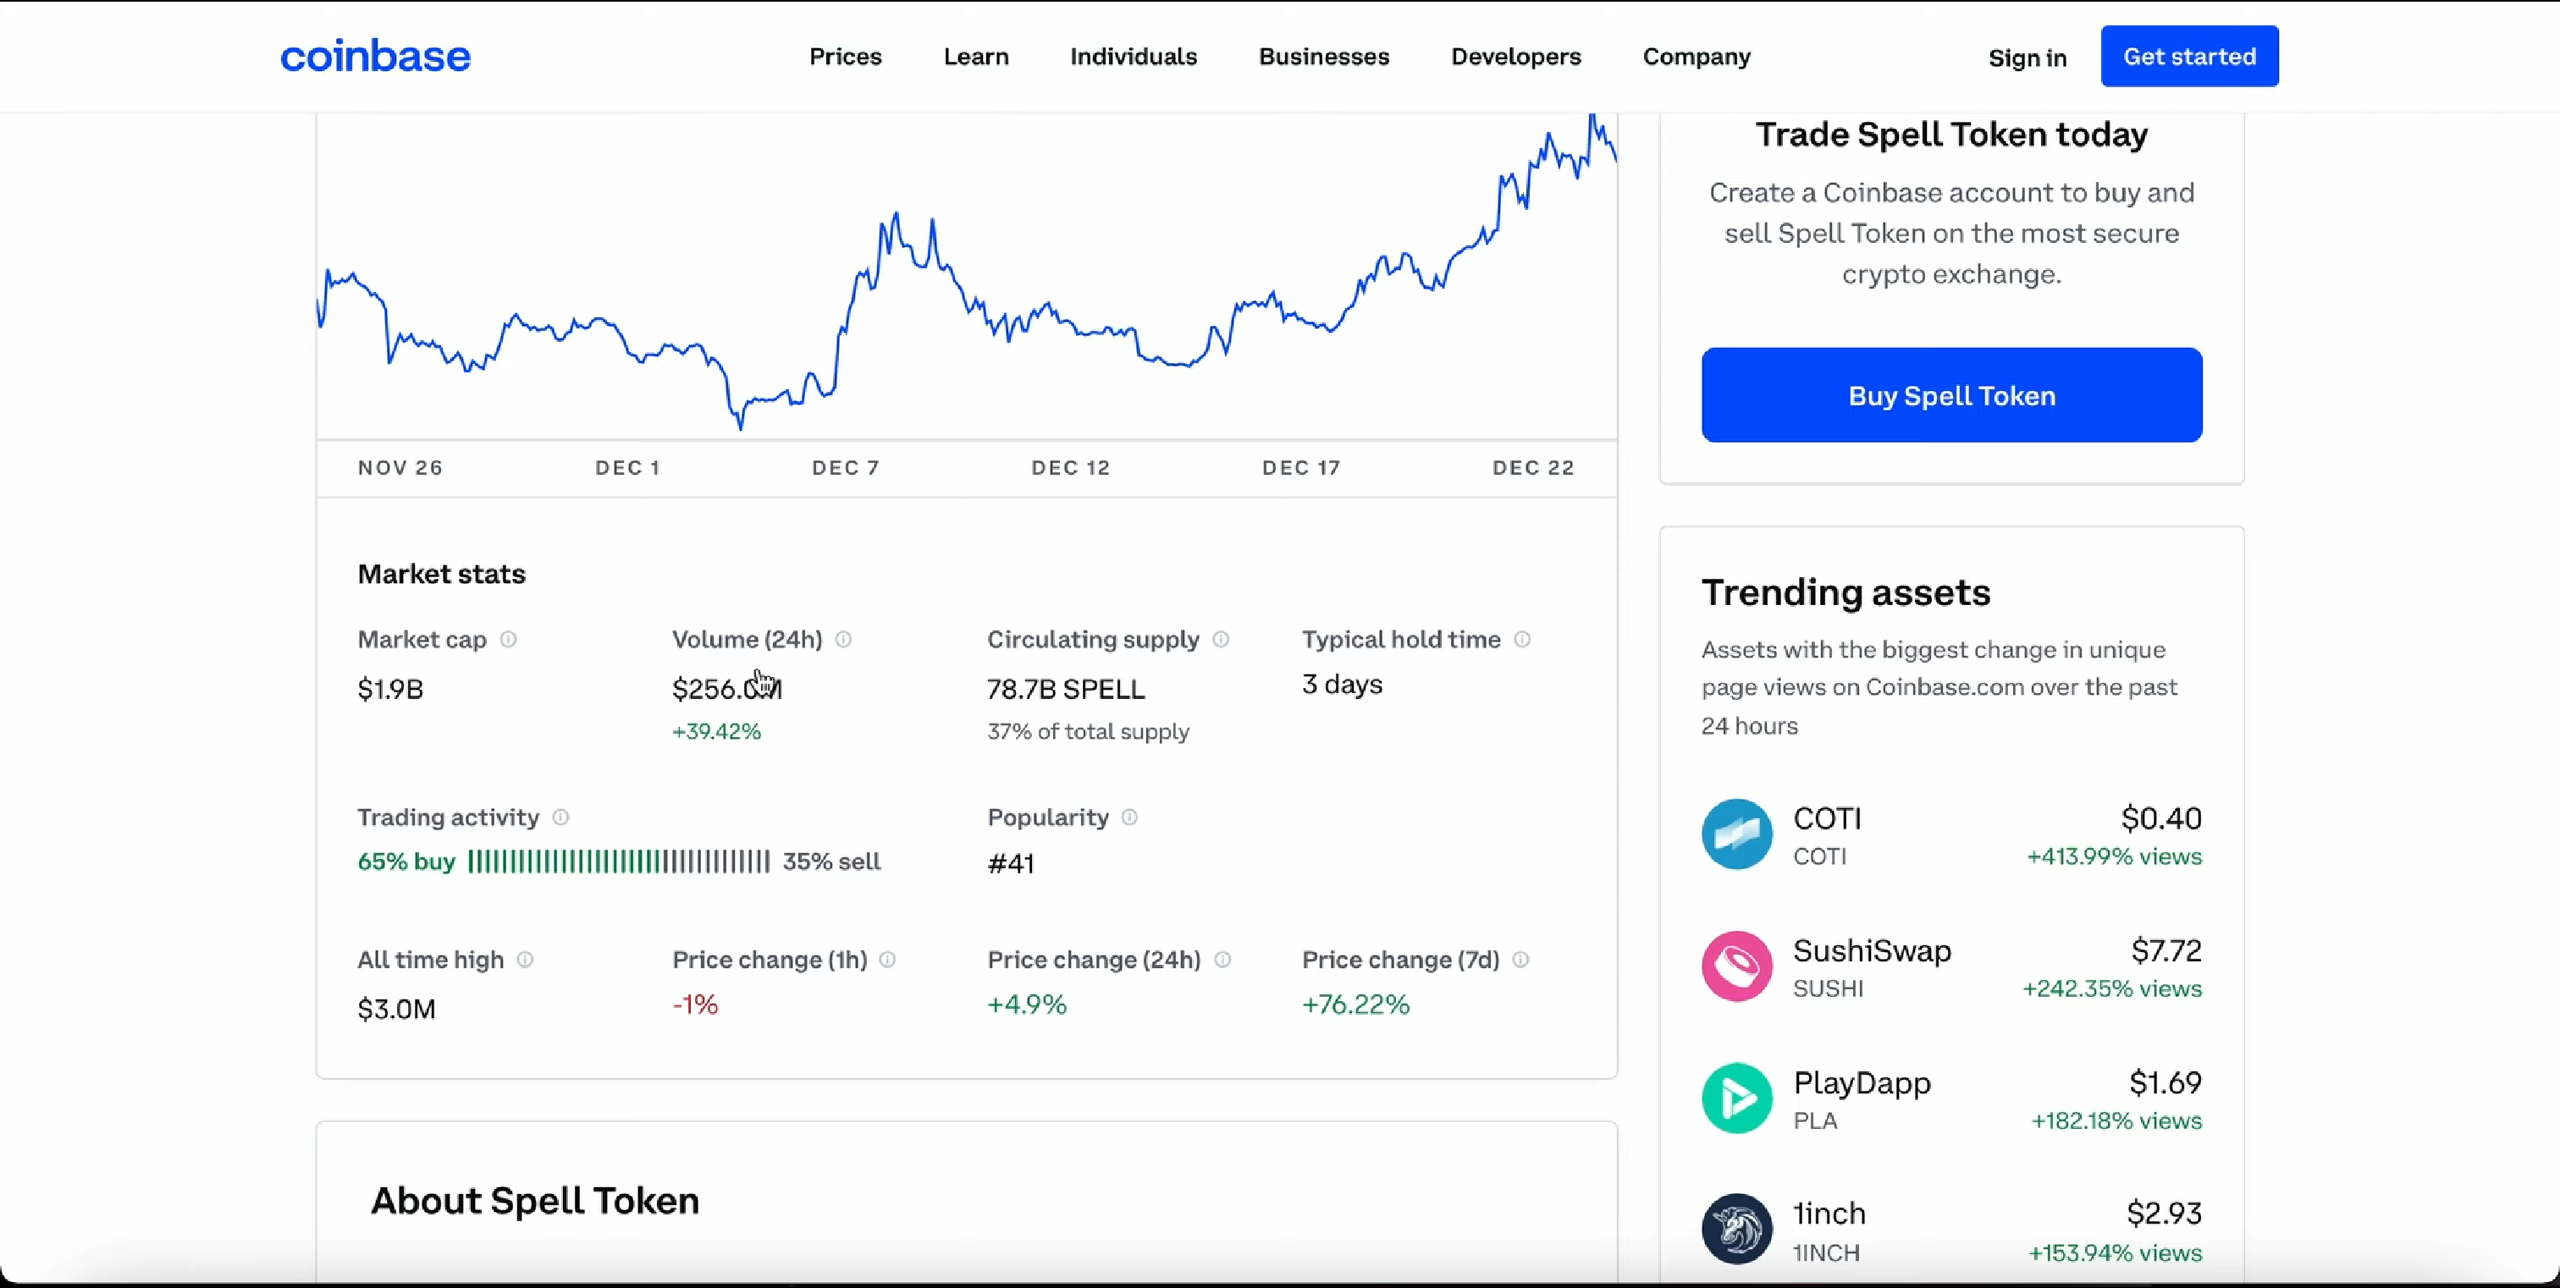 coinbase
Prices
Learn
Individuals
Businesses
Developers
Company
Sign in
Get started
NOV 26
DEC 1
DEC 7
DEC 12
DEC 17
DEC 22
Market stats
Market cap
$1.9B
Volume (24h)
+39.42%
Circulating supply
78.7B SPELL
37% of total supply
Typical hold time
3 days
Trading activity
65% buy
35% sell
Popularity
#41
All time high
$3.0M
Price change (1h)
-1%
Price change (24h)
+4.9%
Price change (7d)
+76.22%
About Spell Token
Trade Spell Token today
Create a Coinbase account to buy and
sell Spell Token on the most secure
crypto exchange.
Buy Spell Token
Trending assets
Assets with the biggest change in unique
page views on Coinbase.com over the past
24 hours
COTI
$0.40
COTI
+413.99% views
SushiSwap
$7.72
SUSHI
+242.35% views
PlayDapp
$1.69
PLA
+182.18% views
1inch
$2.93
1INCH
+153.94% views